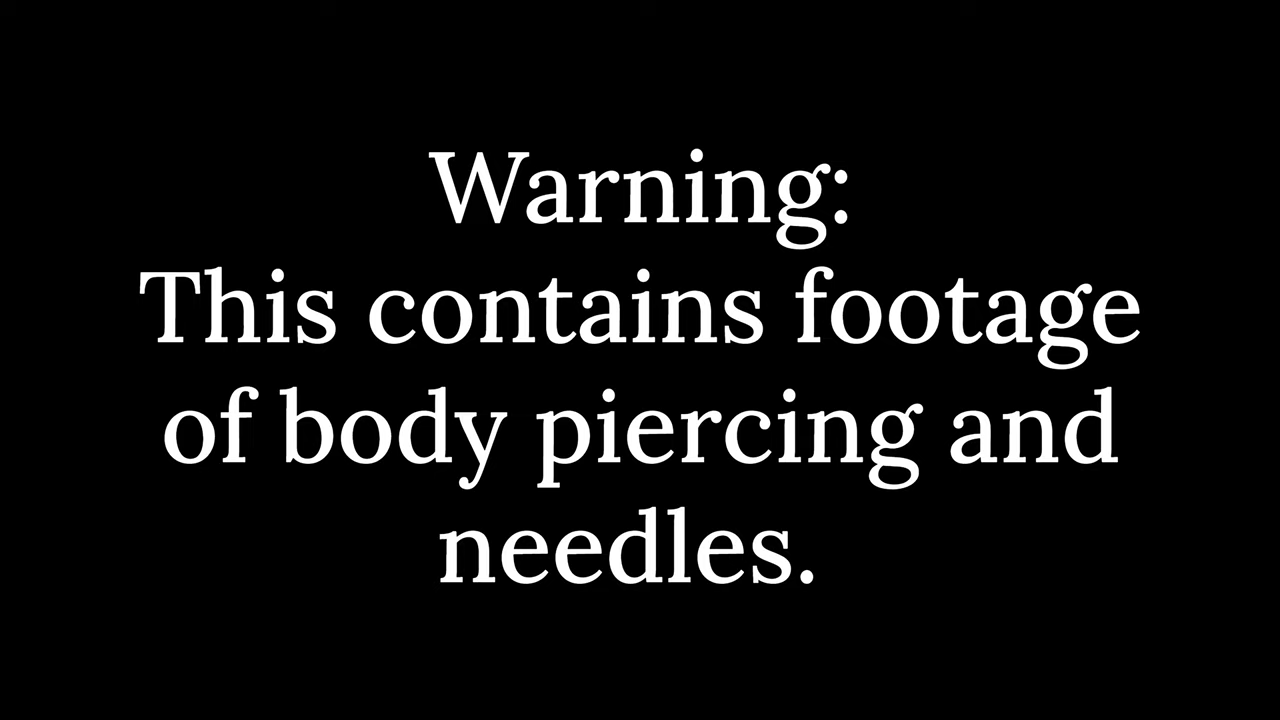 Warning:
This contains footage
of body piercing and
needles.